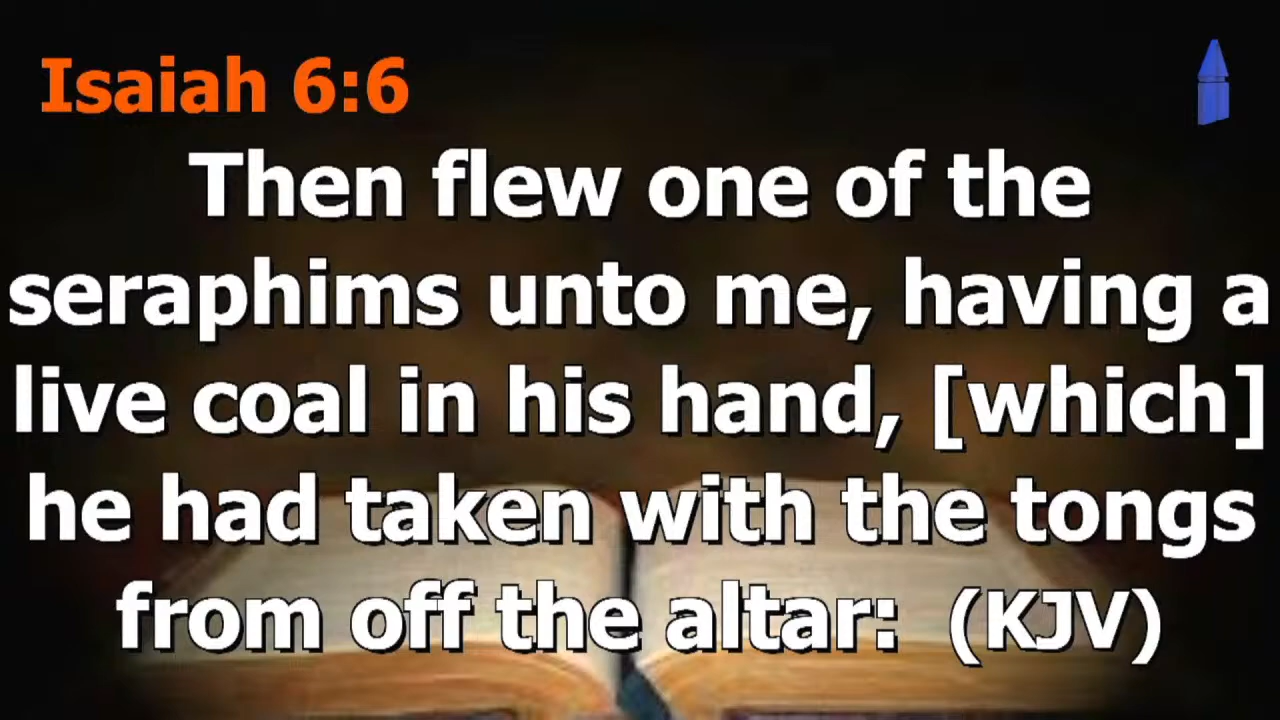 Isaiah 6:6
Then flew one of the
seraphims unto me, having a
live coal in his hand, [which]
he had taken with the tongs
from off the altar:  (KJV)